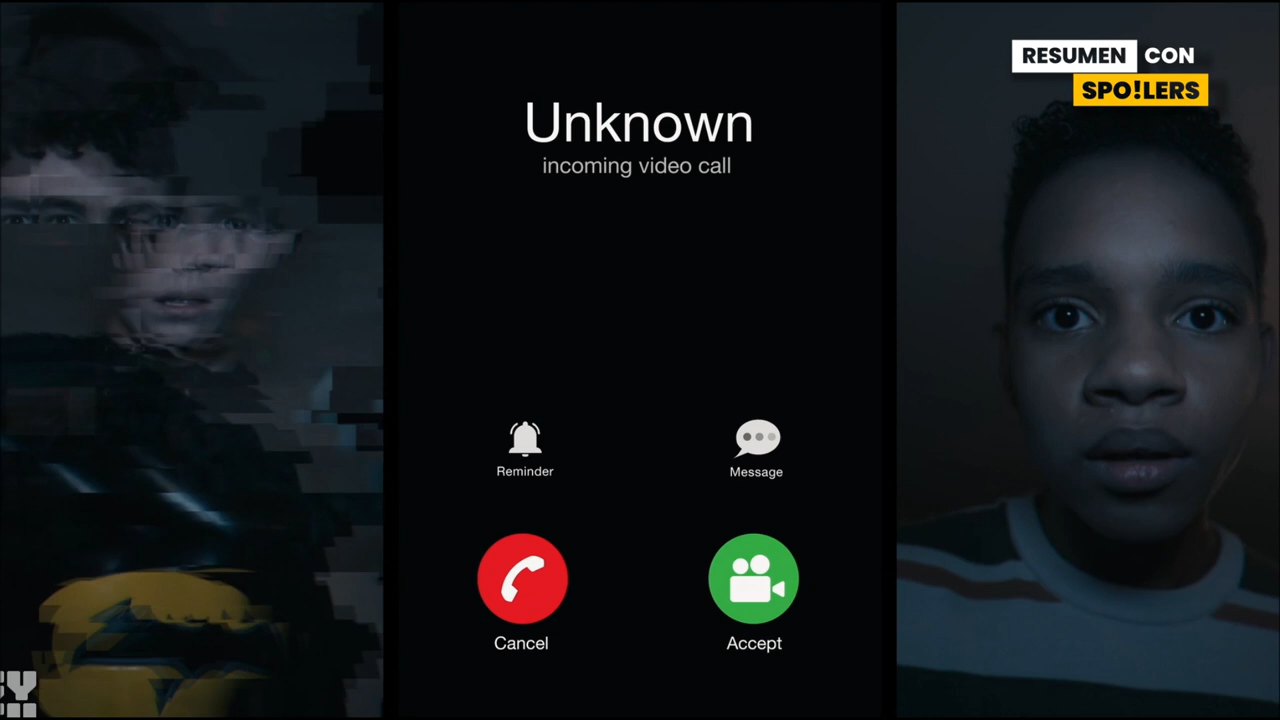 RESUMEN CON
SPO!LERS
Unknown
incoming video call
Reminder
Message
Cancel
Accept